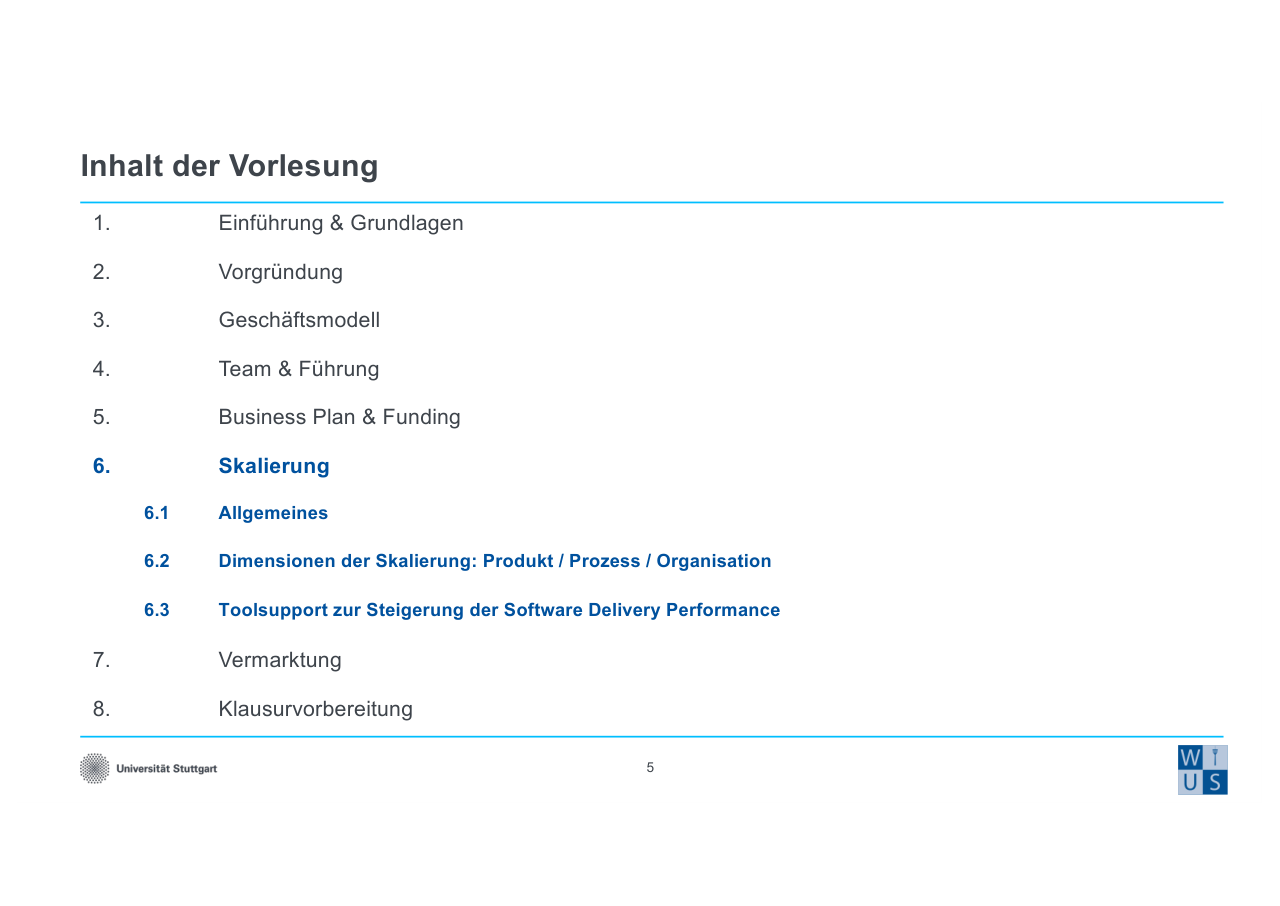 Inhalt der Vorlesung
1. Einführung & Grundlagen
2. Vorgründung
3. Geschäftsmodell
4. Team & Führung
5. Business Plan & Funding
6. Skalierung
6.1 Allgemeines
6.2 Dimensionen der Skalierung: Produkt / Prozess / Organisation
6.3 Toolsupport zur Steigerung der Software Delivery Performance
7. Vermarktung
8. Klausurvorbereitung
Universität Stuttgart
5
W i
U S